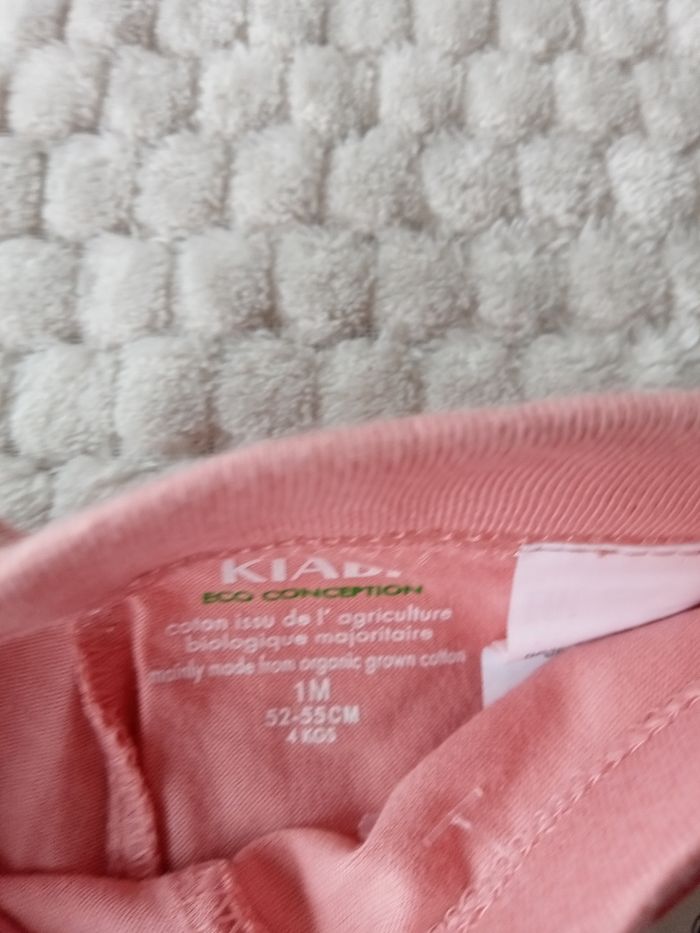 KIABI
ECO CONCEPTION
coton issu de l' agriculture
biologique majoritaire
mainly made from organic grown cotton
1M
52-55CM
4 KGS